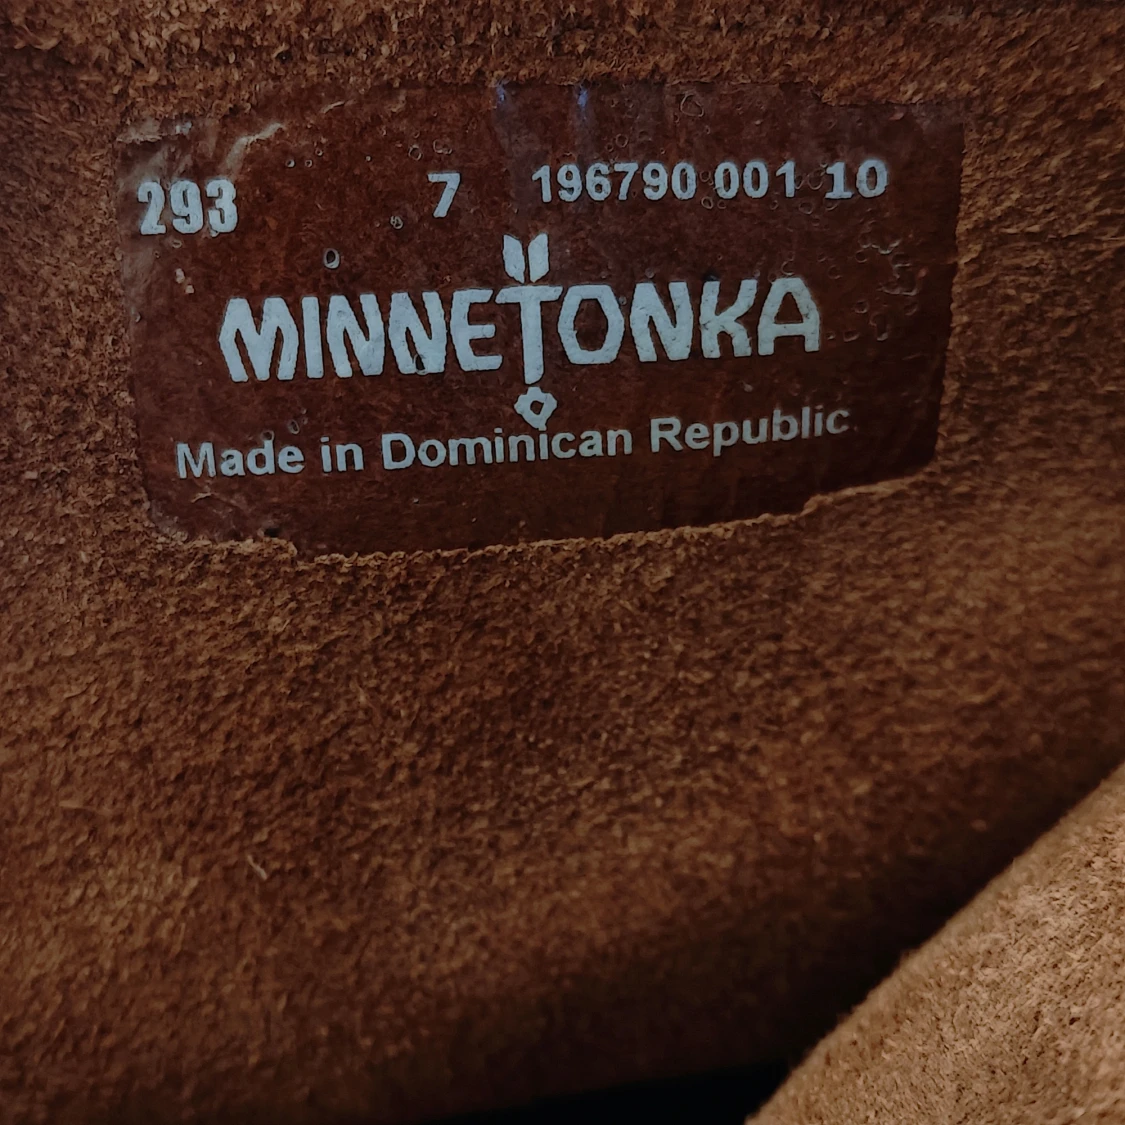 293 7 196790 001 10
MINNETONKA
Made in Dominican Republic